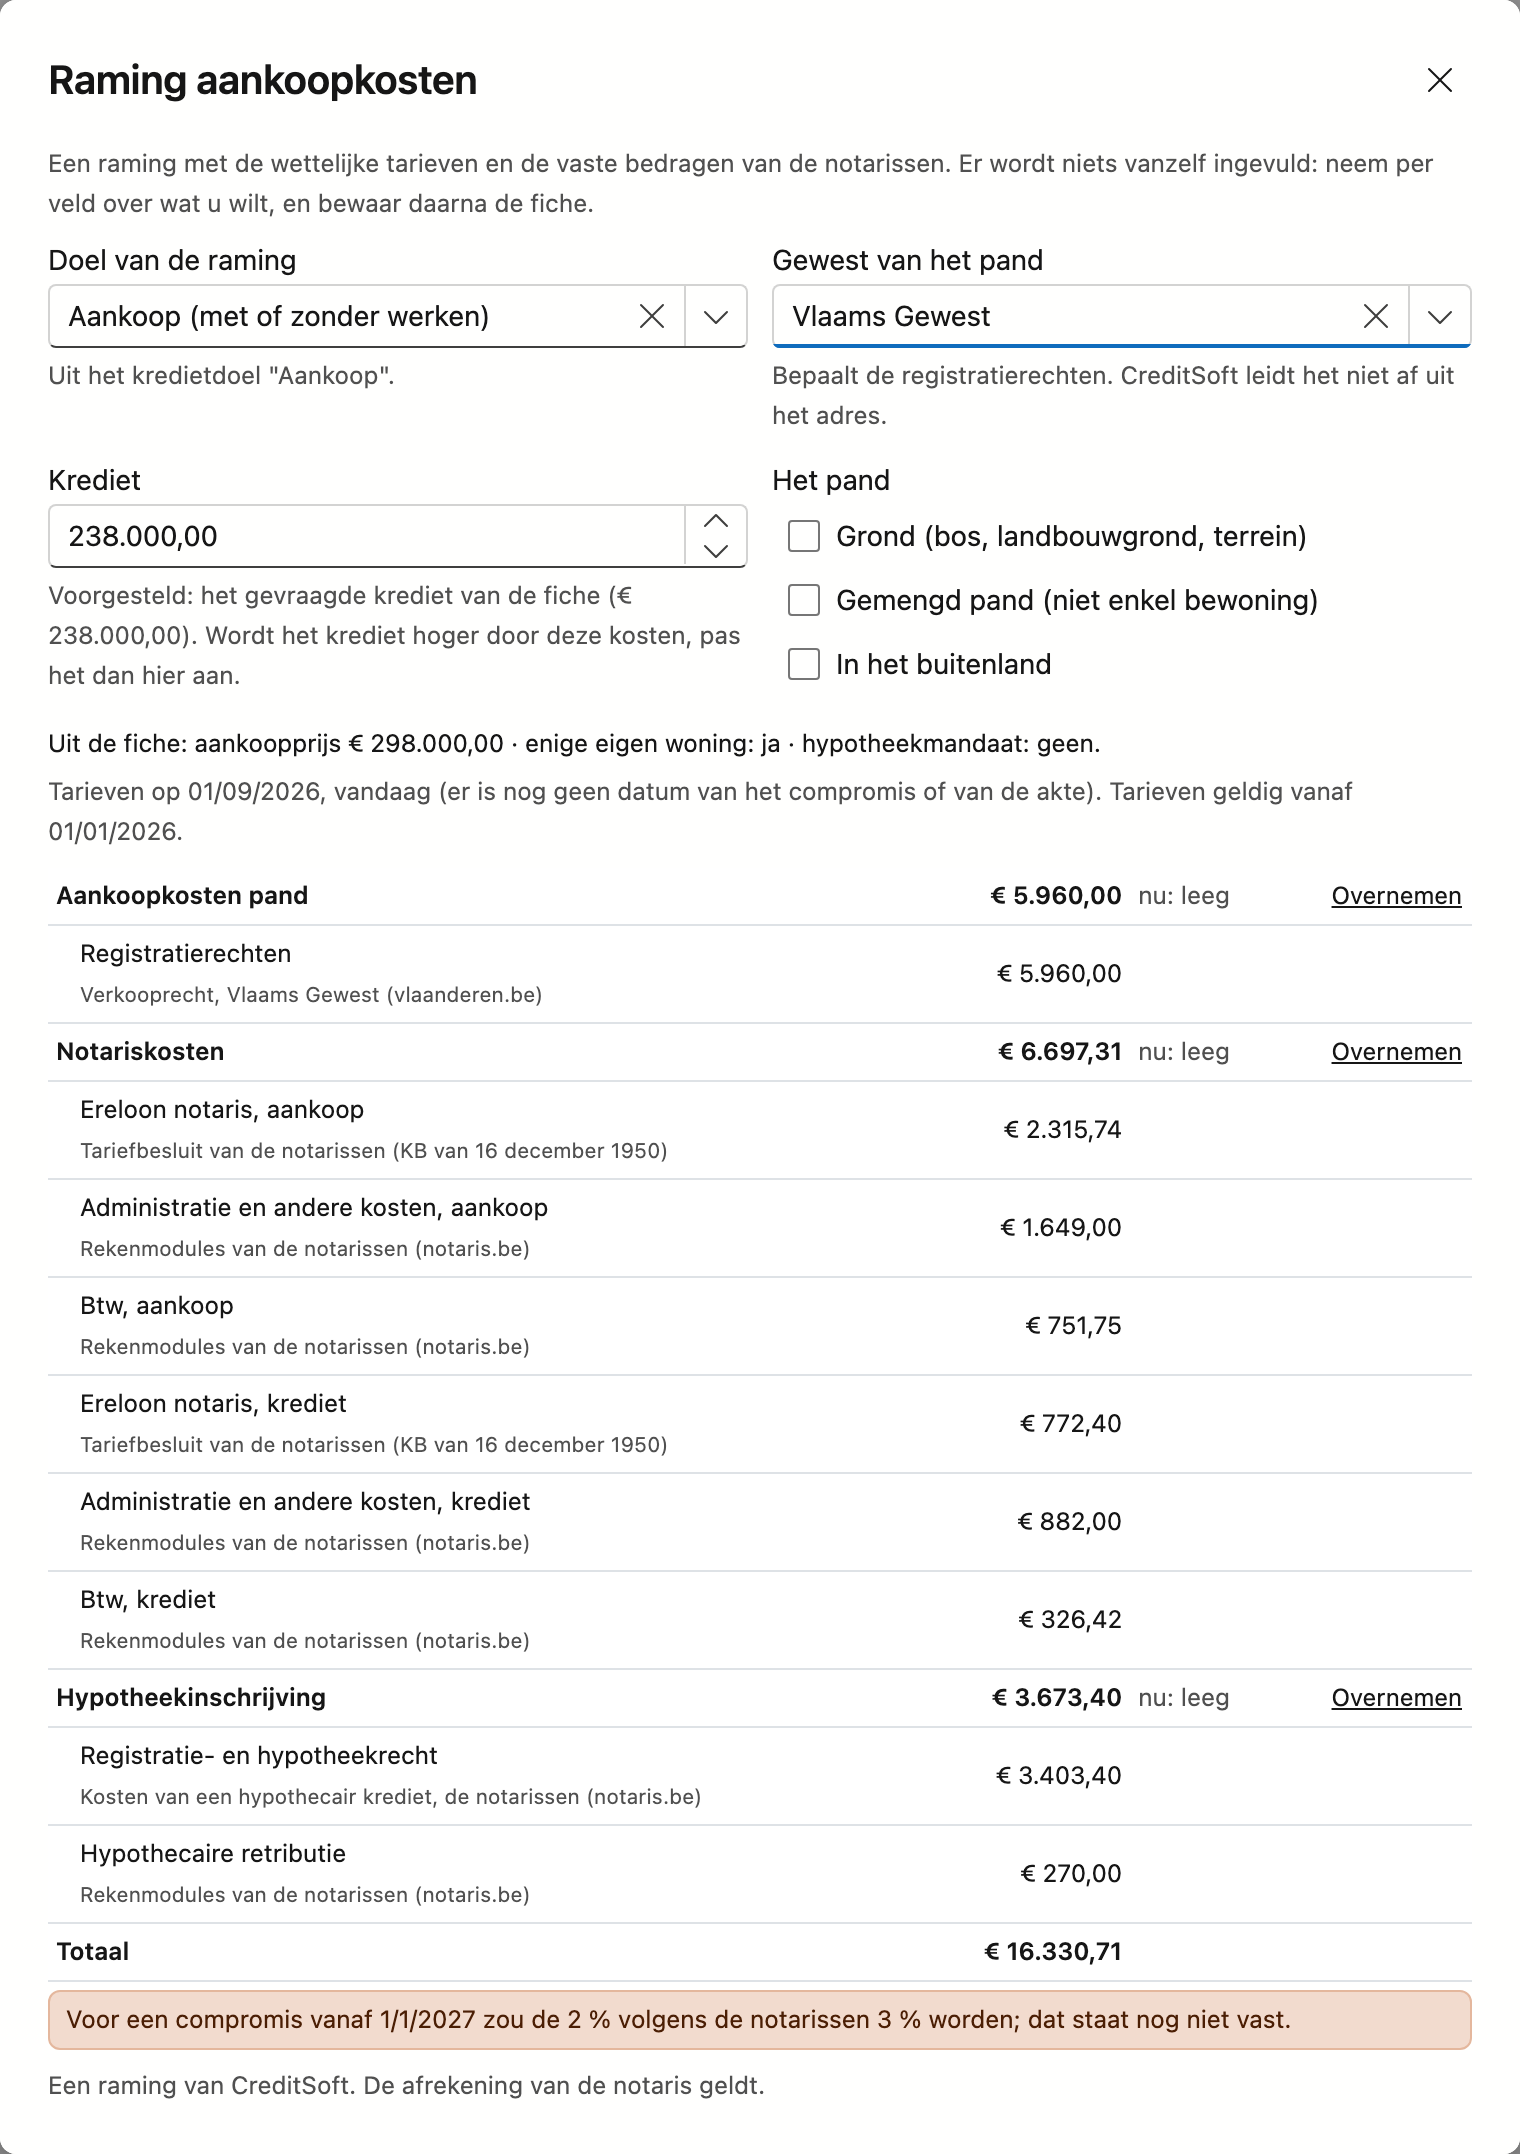 Raming aankoopkosten
Een raming met de wettelijke tarieven en de vaste bedragen van de notarissen. Er wordt niets vanzelf ingevuld: neem per
veld over wat u wilt, en bewaar daarna de fiche.
Doel van de raming
Aankoop (met of zonder werken)
Uit het kredietdoel "Aankoop".
Gewest van het pand
Vlaams Gewest
Bepaalt de registratierechten. CreditSoft leidt het niet af uit
het adres.
Krediet
238.000,00
Voorgesteld: het gevraagde krediet van de fiche (€
238.000,00). Wordt het krediet hoger door deze kosten, pas
het dan hier aan.
Het pand
Grond (bos, landbouwgrond, terrein)
Gemengd pand (niet enkel bewoning)
In het buitenland
Uit de fiche: aankoopprijs € 298.000,00 · enige eigen woning: ja · hypotheekmandaat: geen.
Tarieven op 01/09/2026, vandaag (er is nog geen datum van het compromis of van de akte). Tarieven geldig vanaf
01/01/2026.
Aankoopkosten pand € 5.960,00 nu: leeg Overnemen
Registratierechten
Verkooprecht, Vlaams Gewest (vlaanderen.be)
€ 5.960,00
Notariskosten € 6.697,31 nu: leeg Overnemen
Ereloon notaris, aankoop
Tariefbesluit van de notarissen (KB van 16 december 1950)
€ 2.315,74
Administratie en andere kosten, aankoop
Rekenmodules van de notarissen (notaris.be)
€ 1.649,00
Btw, aankoop
Rekenmodules van de notarissen (notaris.be)
€ 751,75
Ereloon notaris, krediet
Tariefbesluit van de notarissen (KB van 16 december 1950)
€ 772,40
Administratie en andere kosten, krediet
Rekenmodules van de notarissen (notaris.be)
€ 882,00
Btw, krediet
Rekenmodules van de notarissen (notaris.be)
€ 326,42
Hypotheekinschrijving € 3.673,40 nu: leeg Overnemen
Registratie- en hypotheekrecht
Kosten van een hypothecair krediet, de notarissen (notaris.be)
€ 3.403,40
Hypothecaire retributie
Rekenmodules van de notarissen (notaris.be)
€ 270,00
Totaal € 16.330,71
Voor een compromis vanaf 1/1/2027 zou de 2 % volgens de notarissen 3 % worden; dat staat nog niet vast.
Een raming van CreditSoft. De afrekening van de notaris geldt.